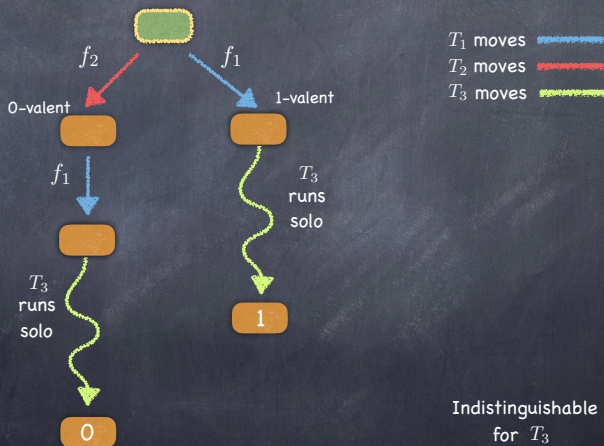 f₂
f₁
T₁ moves
T₂ moves
T₃ moves
0-valent
1-valent
f₁
T₃
runs
solo
T₃
runs
solo
1
0
Indistinguishable
for T₃